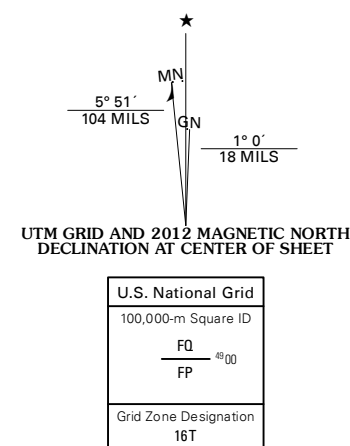 ★
MN
5° 51´
104 MILS
GN
1° 0´
18 MILS
UTM GRID AND 2012 MAGNETIC NORTH
DECLINATION AT CENTER OF SHEET
U.S. National Grid
100,000-m Square ID
FQ
4900
FP
Grid Zone Designation
16T